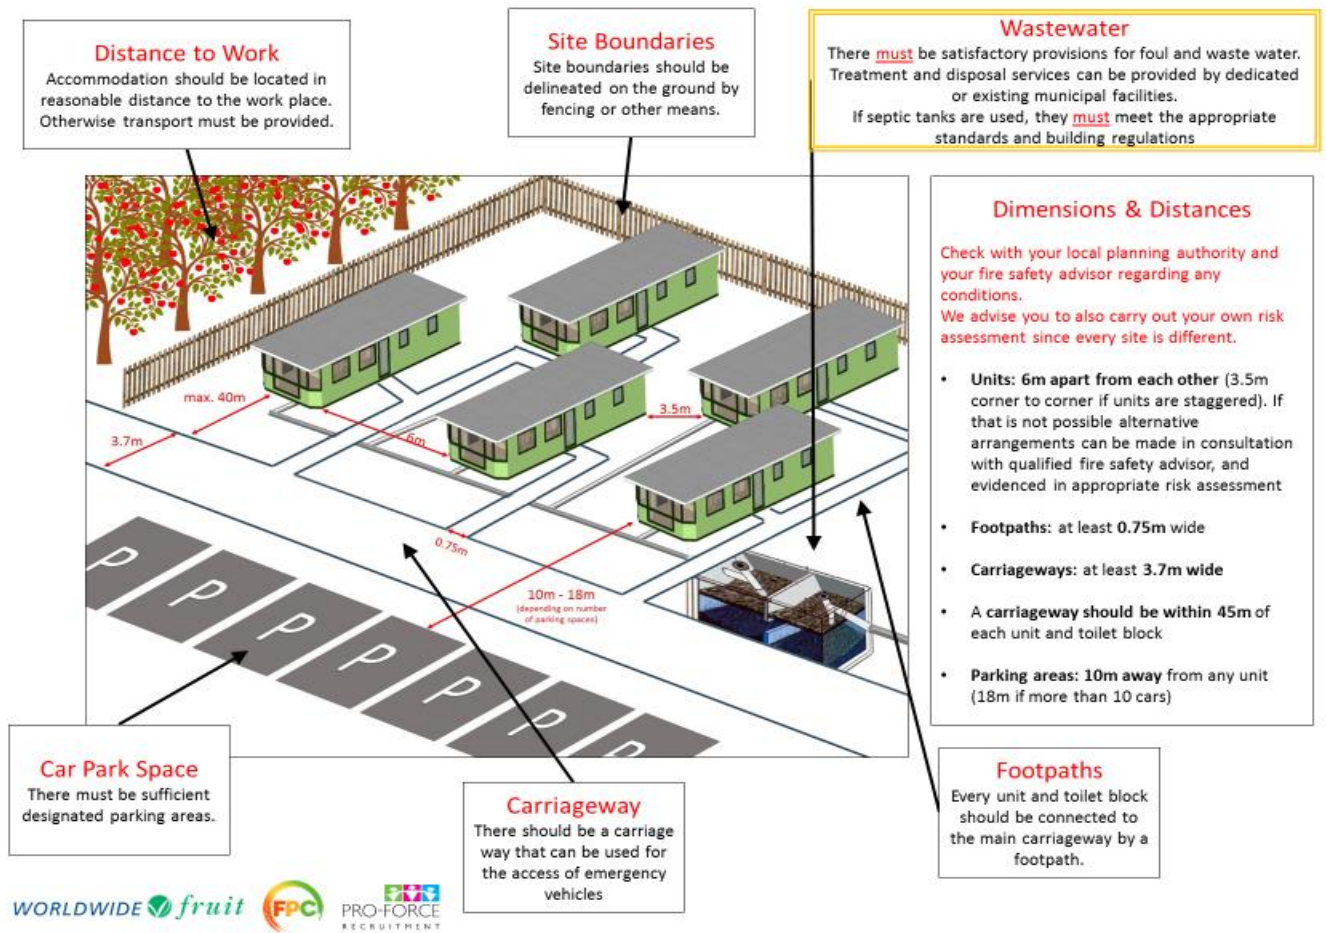 Distance to Work
Accommodation should be located in
reasonable distance to the work place.
Otherwise transport must be provided.
Site Boundaries
Site boundaries should be
delineated on the ground by
fencing or other means.
Wastewater
There must be satisfactory provisions for foul and waste water.
Treatment and disposal services can be provided by dedicated
or existing municipal facilities.
If septic tanks are used, they must meet the appropriate
standards and building regulations
max. 40m
3.7m
6m
3.5m
0.75m
10m - 18m
(depending on number
of parking spaces)
P
P
P
P
P
P
P
Dimensions & Distances
Check with your local planning authority and
your fire safety advisor regarding any
conditions.
We advise you to also carry out your own risk
assessment since every site is different.
• Units: 6m apart from each other (3.5m
corner to corner if units are staggered). If
that is not possible alternative
arrangements can be made in consultation
with qualified fire safety advisor, and
evidenced in appropriate risk assessment
• Footpaths: at least 0.75m wide
• Carriageways: at least 3.7m wide
• A carriageway should be within 45m of
each unit and toilet block
• Parking areas: 10m away from any unit
(18m if more than 10 cars)
Car Park Space
There must be sufficient
designated parking areas.
Carriageway
There should be a carriage
way that can be used for
the access of emergency
vehicles
Footpaths
Every unit and toilet block
should be connected to
the main carriageway by a
footpath.
WORLDWIDE fruit
FPC
PRO-FORCE
RECRUITMENT